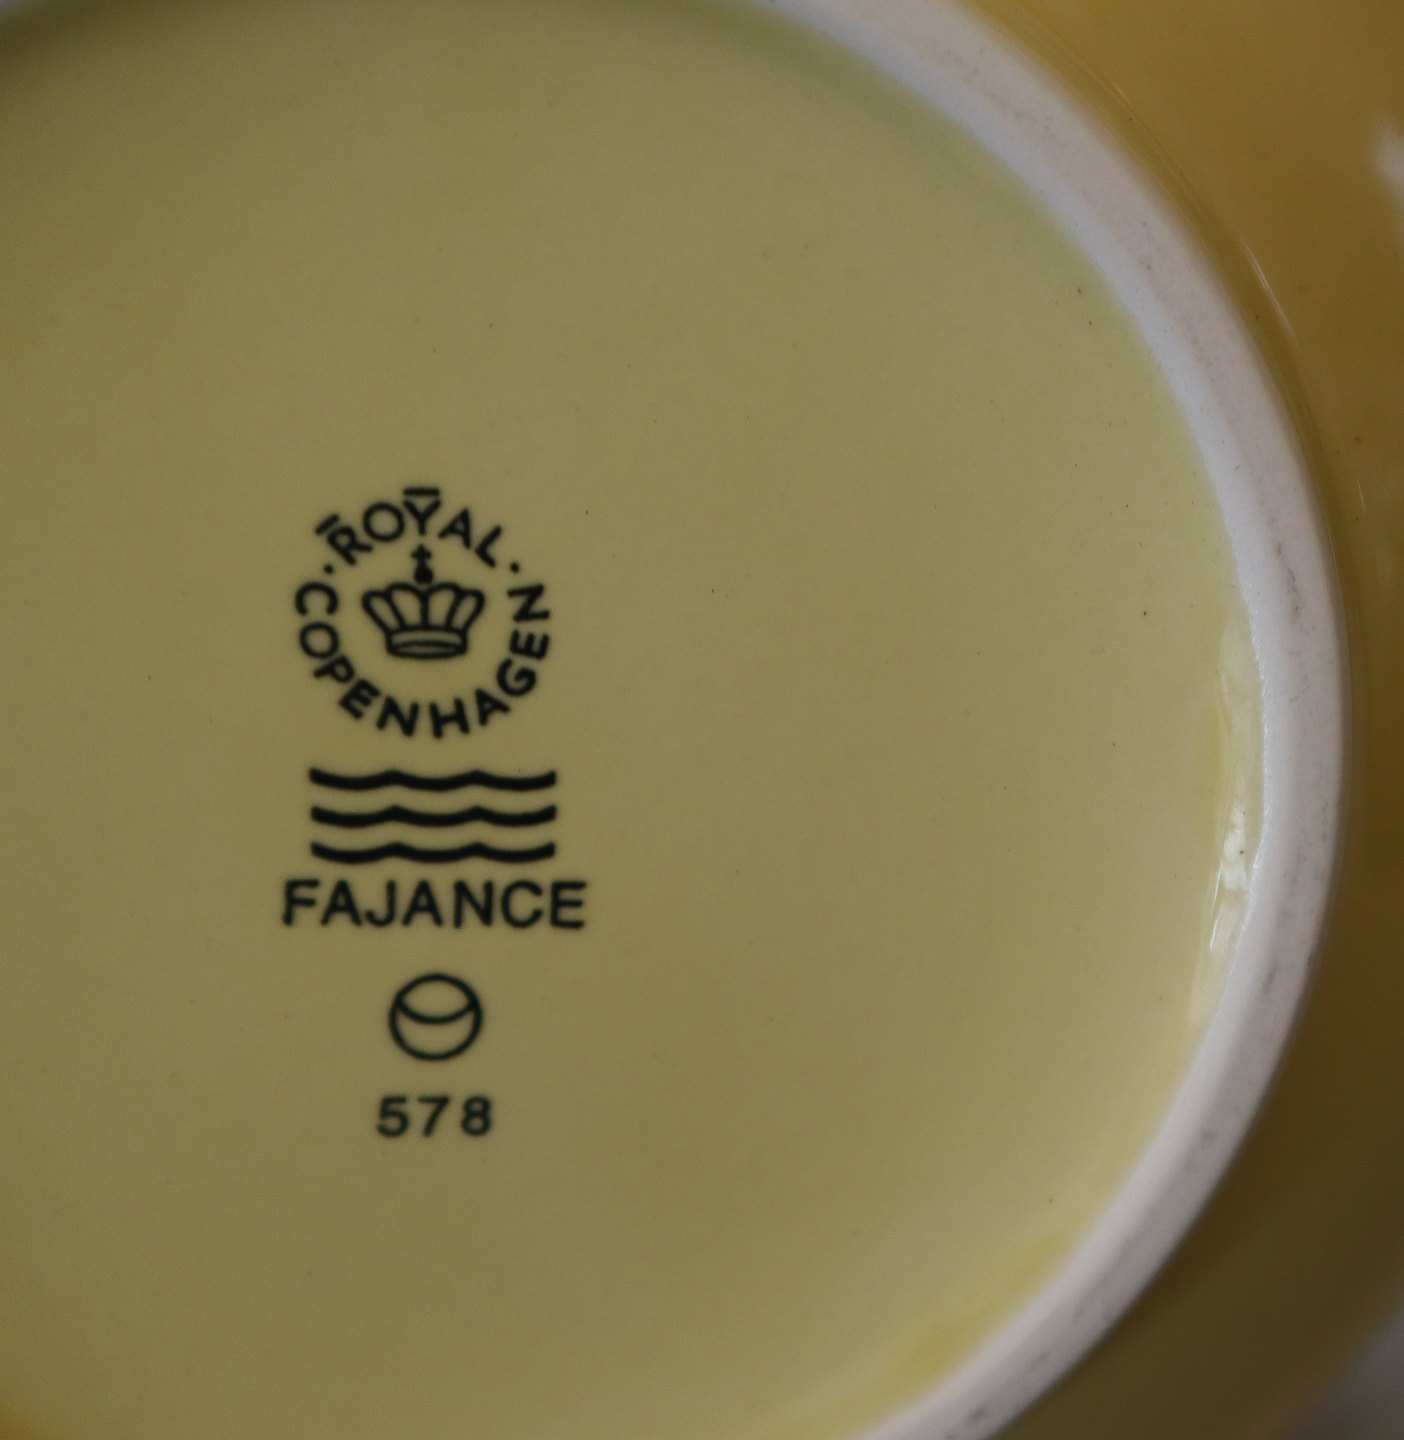 ROYAL · COPENHAGEN ·
FAJANCE
578